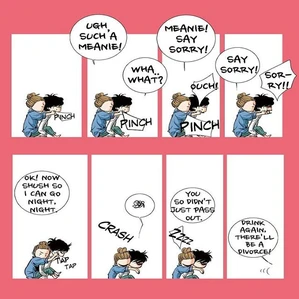 UGH,
SUCH'A
MEANIE!
PINCH
WHA..
WHAT?
PINCH
MEANIE!
SAY
SORRY!
OUCH!
PINCH
SAY
SORRY!
SOR-
RY!!
OK! NOW
SHUSH SO
I CAN GO
NIGHT,
NIGHT.
TAP
TAP
CRASH
YOU
SO DIDN'T
JUST PASS
OUT.
ZZZZ
DRINK
AGAIN,
THERE'LL
BE A
DIVORCE!